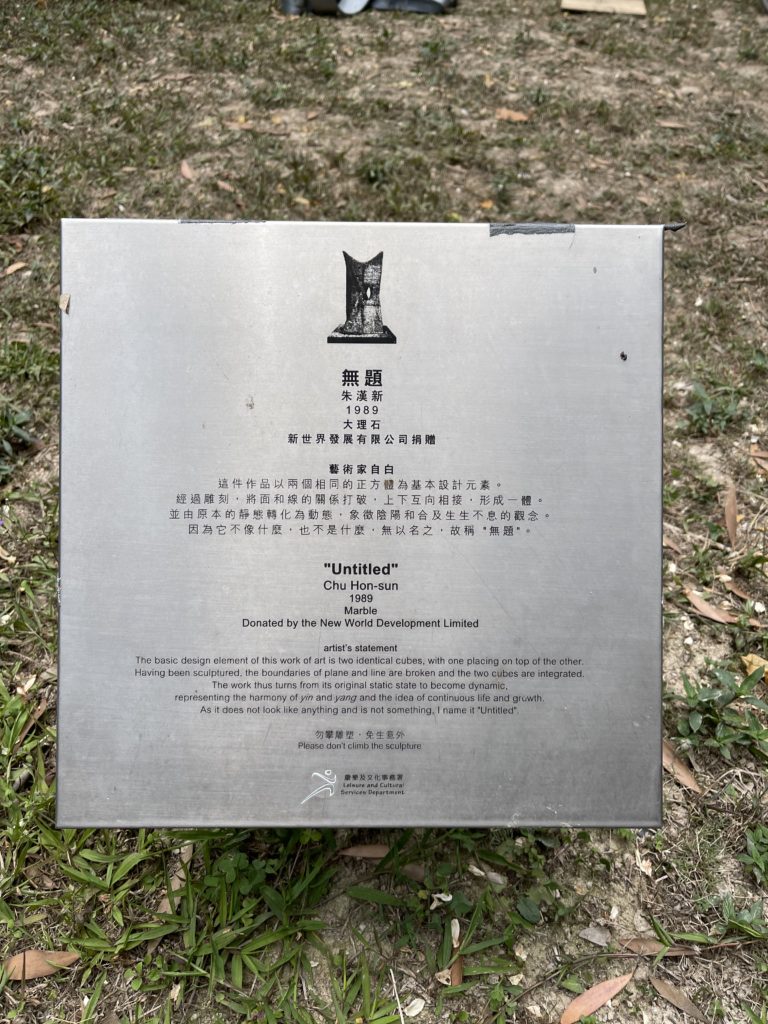 無題
朱漢新
1989
大理石
新世界發展有限公司捐贈
藝術家自白
這件作品以兩個相同的正方體為基本設計元素。
經過雕刻，將面和線的關係打破，上下互向相接，形成一體。
並由原本的靜態轉化為動態，象徵陰陽和合及生生不息的觀念。
因為它不像什麼，也不是什麼，無以名之，故稱 "無題"。
"Untitled"
Chu Hon-sun
1989
Marble
Donated by the New World Development Limited
artist's statement
The basic design element of this work of art is two identical cubes, with one placing on top of the other.
Having been sculptured, the boundaries of plane and line are broken and the two cubes are integrated.
The work thus turns from its original static state to become dynamic,
representing the harmony of yin and yang and the idea of continuous life and growth.
As it does not look like anything and is not something, I name it "Untitled".
勿攀雕塑，免生意外
Please don't climb the sculpture
康樂及文化事務署
Leisure and Cultural
Services Department